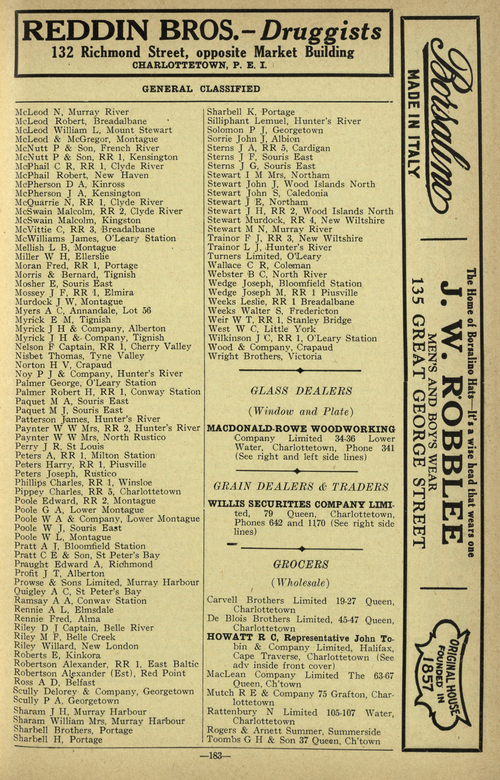 REDDIN BROS.—Druggists
132 Richmond Street, opposite Market Building
CHARLOTTETOWN, P. E. I.
GENERAL CLASSIFIED
McLeod N, Murray River
McLeod Robert, Breadalbane
McLeod William L, Mount Stewart
McLeod & McGregor, Montague
McNutt P & Son, French River
McNutt P & Son, RR 1, Kensington
McPhail C R, RR 1, Clyde River
McPhail Robert, New Haven
McPherson D A, Kinross
McPherson J A, Kensington
McQuarrie N, RR 1, Clyde River
McSwain Malcolm, RR 2, Clyde River
McSwain Malcolm, Kingston
McVittie C, RR 3, Breadalbane
McWilliams James, O'Leary Station
Mellish L B, Montague
Miller W H, Ellerslie
Moran Fred, RR 1, Portage
Morris & Bernard, Tignish
Mosher E, Souris East
Mossey J F, RR 1, Elmira
Murdock J W, Montague
Myers A C, Annandale, Lot 56
Myrick E M, Tignish
Myrick J H & Company, Alberton
Myrick J H & Company, Tignish
Nelson F Captain, RR 1, Cherry Valley
Nisbet Thomas, Tyne Valley
Norton H V, Crapaud
Noy P J & Company, Hunter's River
Palmer George, O'Leary Station
Palmer Robert H, RR 1, Conway Station
Paquet M A, Souris East
Paquet M J, Souris East
Patterson James, Hunter's River
Paynter W W Mrs, RR 2, Hunter's River
Paynter W W Mrs, North Rustico
Perry J R, St Louis
Peters A, RR 1, Milton Station
Peters Harry, RR 1, Piusville
Peters Joseph, Rustico
Phillips Charles, RR 1, Winsloe
Pippey Charles, RR 5, Charlottetown
Poole Edward, RR 2, Montague
Poole G A, Lower Montague
Poole W A & Company, Lower Montague
Poole W J, Souris East
Poole W L, Montague
Pratt A J, Bloomfield Station
Pratt C E & Son, St Peter's Bay
Praught Edward A, Richmond
Profit J T, Alberton
Prowse & Sons Limited, Murray Harbour
Quigley A C, St Peter's Bay
Ramsay A A, Conway Station
Rennie A L, Elmsdale
Rennie Fred, Alma
Riley D J Captain, Belle River
Riley M F, Belle Creek
Riley Willard, New London
Roberts E, Kinkora
Robertson Alexander, RR 1, East Baltic
Robertson Alexander (Est), Red Point
Ross A D, Belfast
Scully Delorey & Company, Georgetown
Scully P A, Georgetown
Sharam J H, Murray Harbour
Sharam William Mrs, Murray Harbour
Sharbell Brothers, Portage
Sharbell H, Portage
Sharbell K, Portage
Silliphant Lemuel, Hunter's River
Solomon P J, Georgetown
Sorrie John J, Albion
Sterns J A, RR 5, Cardigan
Sterns J F, Souris East
Sterns J G, Souris East
Stewart I M Mrs, Northam
Stewart John J, Wood Islands North
Stewart John S, Caledonia
Stewart J E, Northam
Stewart J H, RR 2, Wood Islands North
Stewart Murdock, RR 4, New Wiltshire
Stewart M N, Murray River
Trainor F J, RR 3, New Wiltshire
Trainor L J, Hunter's River
Turners Limited, O'Leary
Wallace C R, Coleman
Webster B C, North River
Wedge Joseph, Bloomfield Station
Wedge Joseph M, RR 1 Piusville
Weeks Leslie, RR 1 Breadalbane
Weeks Walter S, Fredericton
Weir W T, RR 1, Stanley Bridge
West W C, Little York
Wilkinson J C, RR 1, O'Leary Station
Wood & Company, Crapaud
Wright Brothers, Victoria
GLASS DEALERS
(Window and Plate)
MACDONALD-ROWE WOODWORKING
Company Limited 34-36 Lower
Water, Charlottetown, Phone 341
(See right and left side lines)
GRAIN DEALERS & TRADERS
WILLIS SECURITIES COMPANY LIMI-
ted, 79 Queen, Charlottetown,
Phones 642 and 1170 (See right side
lines)
GROCERS
(Wholesale)
Carvell Brothers Limited 19-27 Queen,
Charlottetown
De Blois Brothers Limited, 45-47 Queen,
Charlottetown
HOWATT R C, Representative John To-
bin & Company Limited, Halifax,
Cape Traverse, Charlottetown (See
adv inside front cover)
MacLean Company Limited The 63-67
Queen, Ch'town
Mutch R E & Company 75 Grafton, Char-
lottetown
Rattenbury N Limited 105-107 Water,
Charlottetown
Rogers & Arnett Summer, Summerside
Toombs G H & Son 37 Queen, Ch'town
—183—
Borsalino
MADE IN ITALY
The Home of Borsalino Hats—It's a wise head that wears one
J. W. ROBBLEE
MEN'S AND BOY'S WEAR
135 GREAT GEORGE STREET
ORIGINAL HOUSE
FOUNDED IN
1857